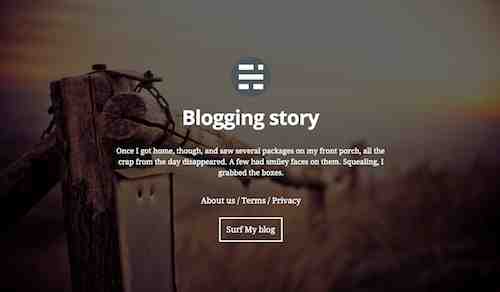 Blogging story
Once I got home, though, and saw several packages on my front porch, all the
crap from the day disappeared. A few had smiley faces on them. Squealing, I
grabbed the boxes.
About us / Terms / Privacy
Surf My blog